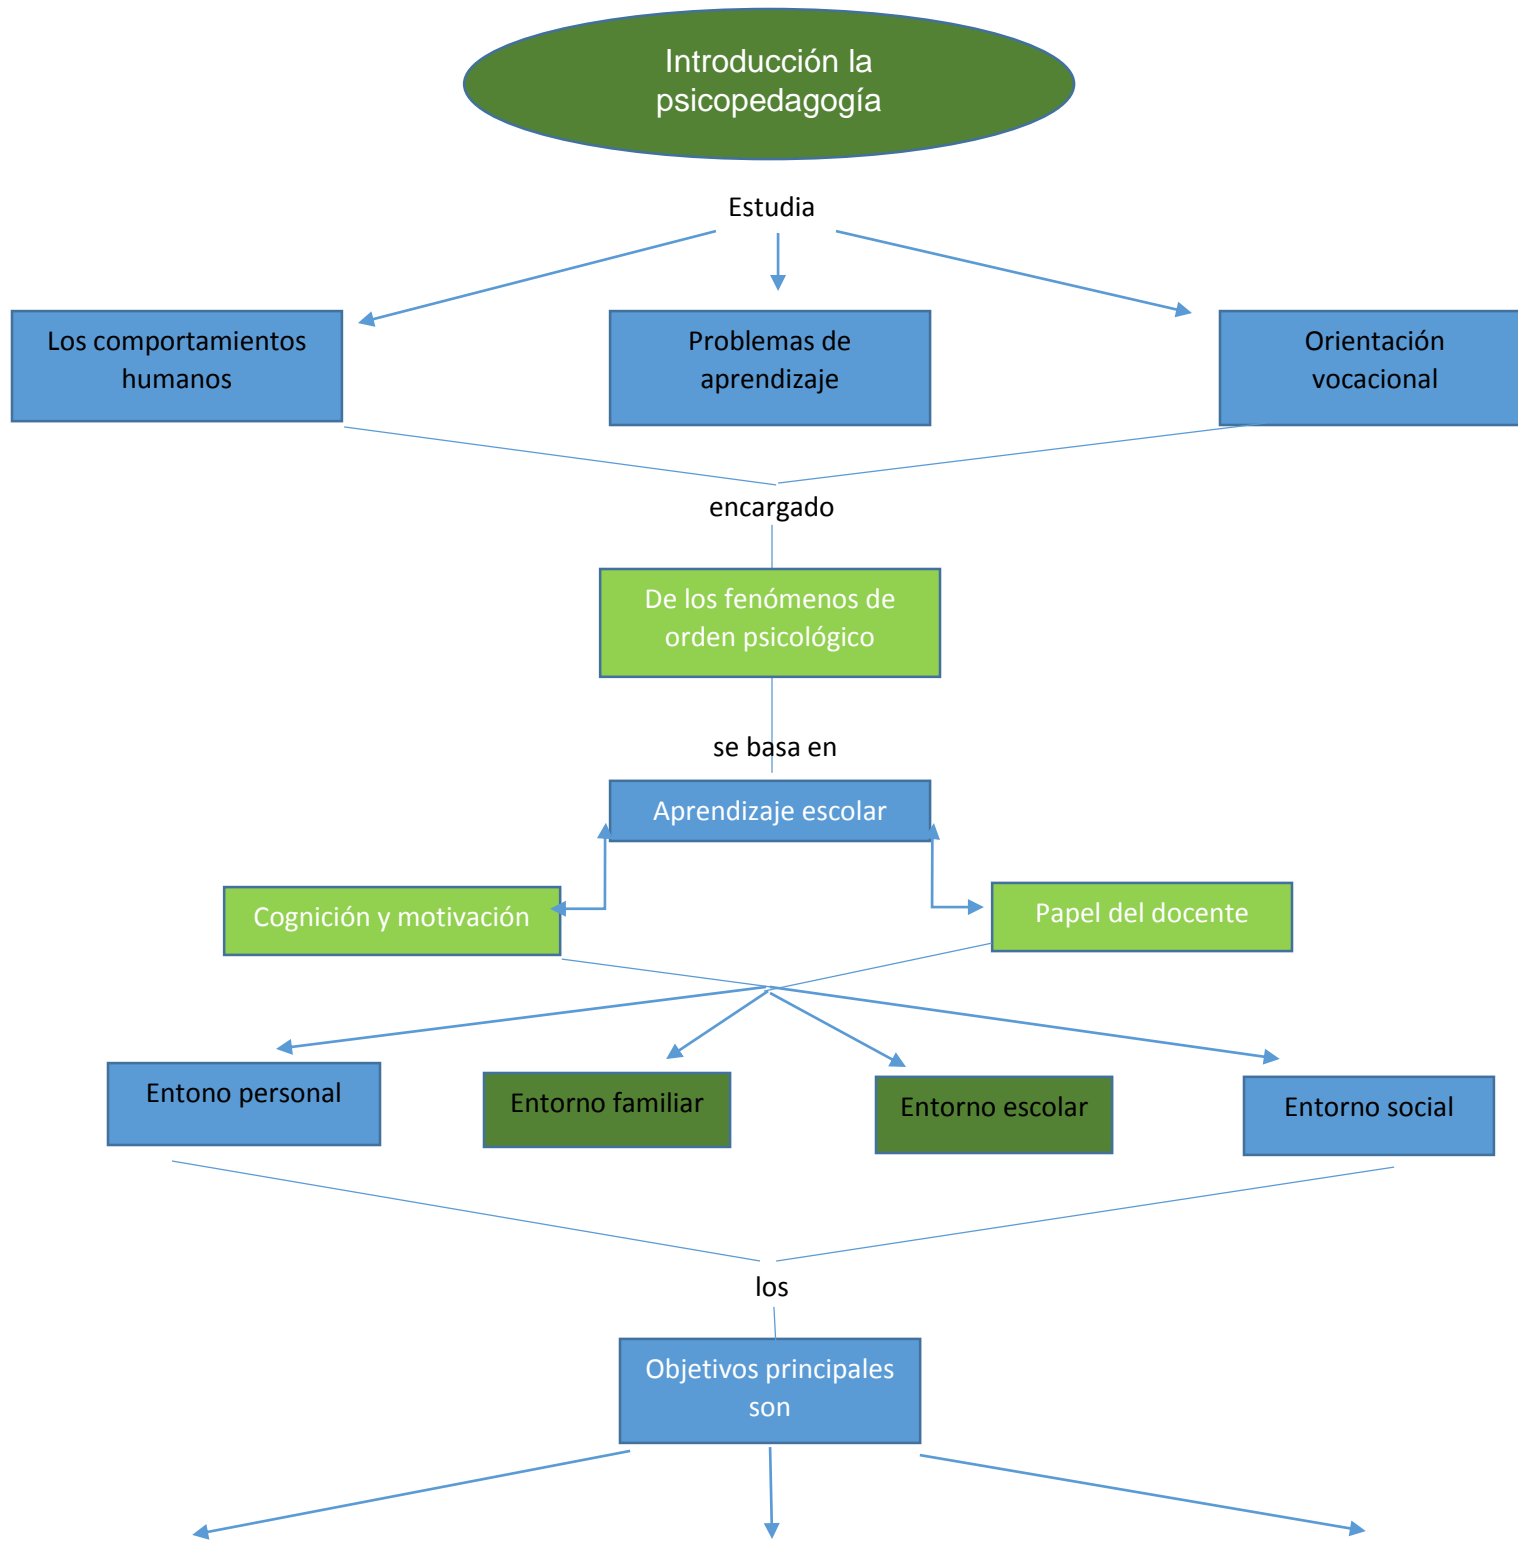 Introducción la
psicopedagogía
Estudia
Los comportamientos
humanos
Problemas de
aprendizaje
Orientación
vocacional
encargado
De los fenómenos de
orden psicológico
se basa en
Aprendizaje escolar
Cognición y motivación
Papel del docente
Entono personal
Entorno familiar
Entorno escolar
Entorno social
los
Objetivos principales
son